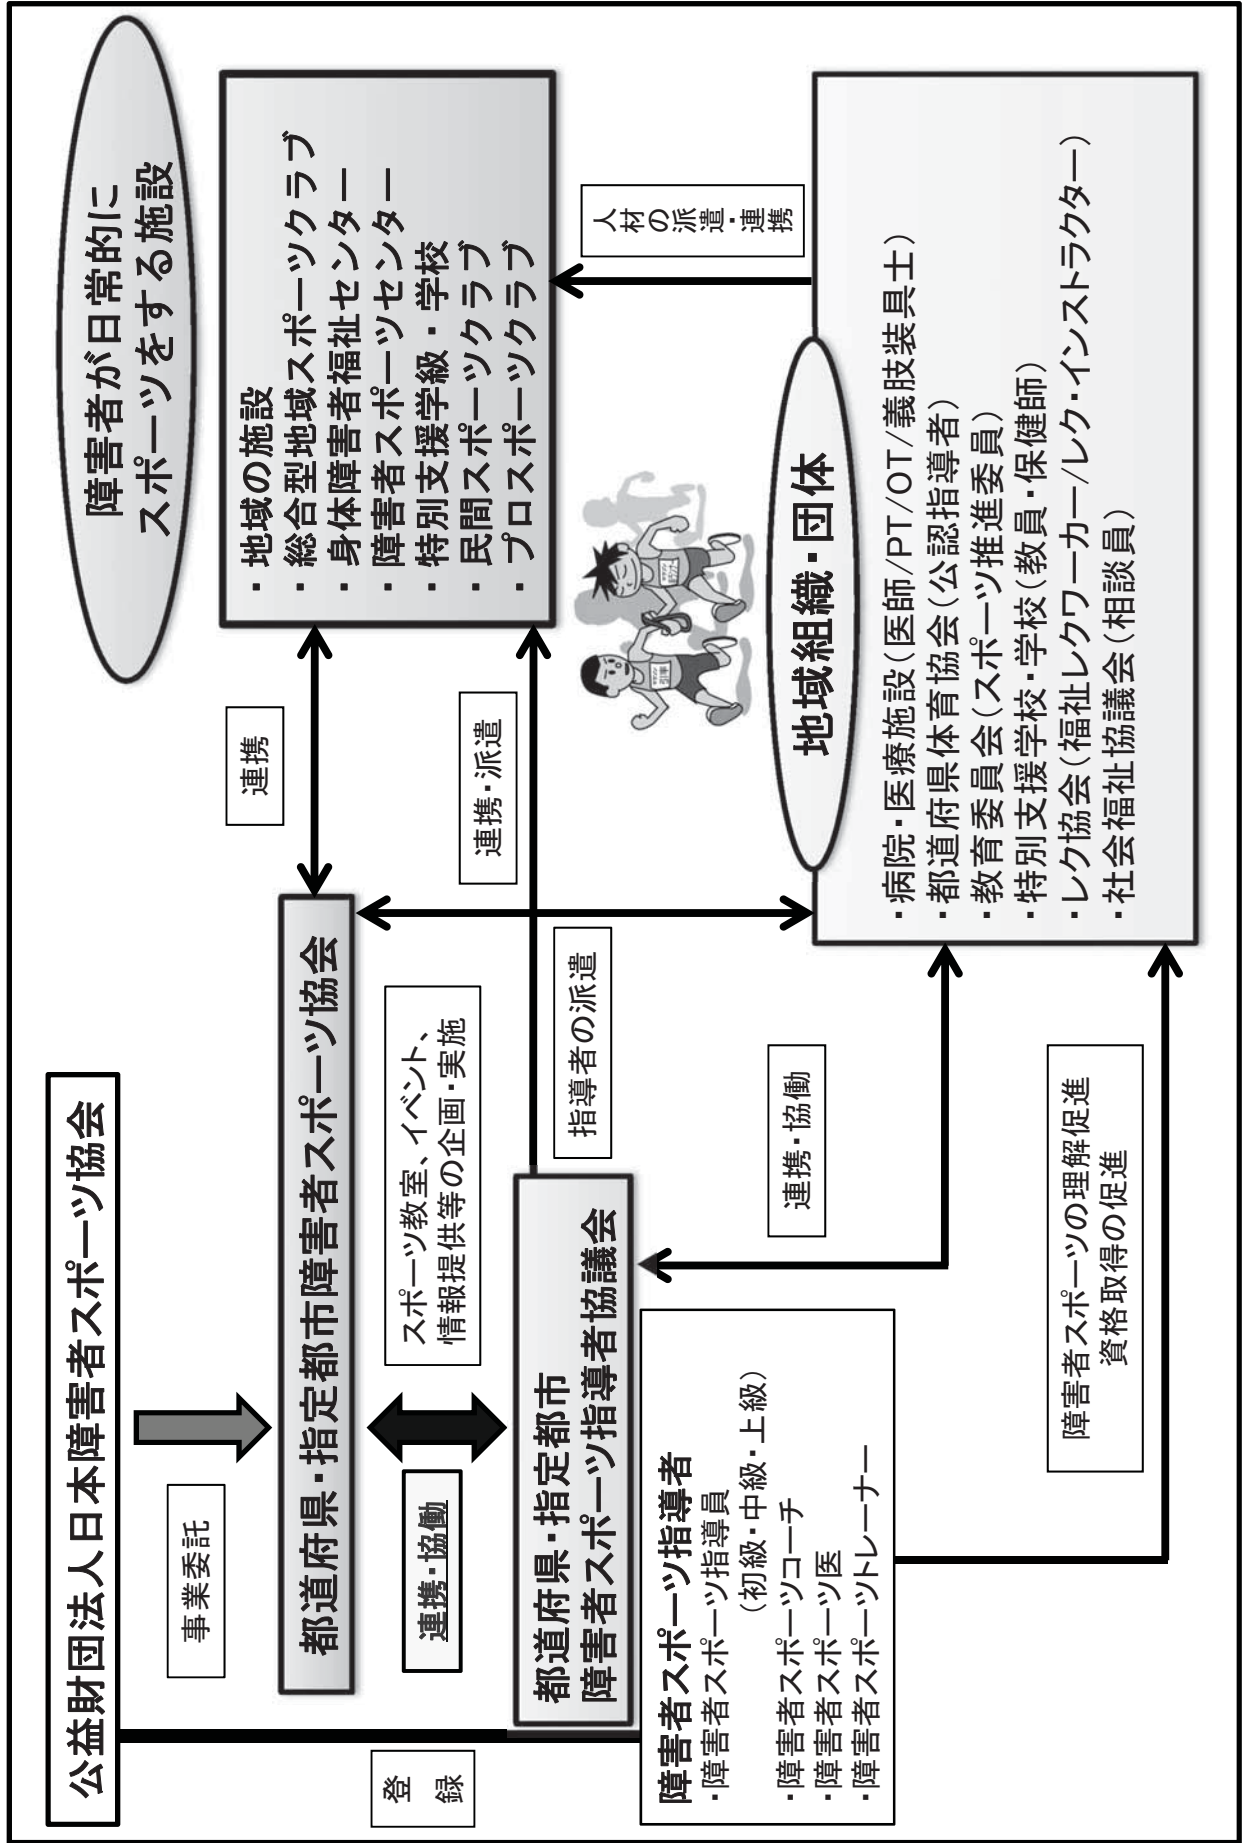 公益財団法人日本障害者スポーツ協会
事業委託
登
録
都道府県・指定都市障害者スポーツ協会
連携・協働
スポーツ教室、イベント、
情報提供等の企画・実施
都道府県・指定都市
障害者スポーツ指導者協議会
障害者スポーツ指導者
・障害者スポーツ指導員
（初級・中級・上級）
・障害者スポーツコーチ
・障害者スポーツ医
・障害者スポーツトレーナー
障害者が日常的に
スポーツをする施設
・地域の施設
・総合型地域スポーツクラブ
・身体障害者福祉センター
・障害者スポーツセンター
・特別支援学級・学校
・民間スポーツクラブ
・プロスポーツクラブ
連携
連携・派遣
指導者の派遣
人材の派遣・連携
地域組織・団体
・病院・医療施設（医師/PT/OT/義肢装具士）
・都道府県体育協会（公認指導者）
・教育委員会（スポーツ推進委員）
・特別支援学校・学校（教員・保健師）
・レク協会（福祉レクワーカー/レク・インストラクター）
・社会福祉協議会（相談員）
連携・協働
障害者スポーツの理解促進
資格取得の促進